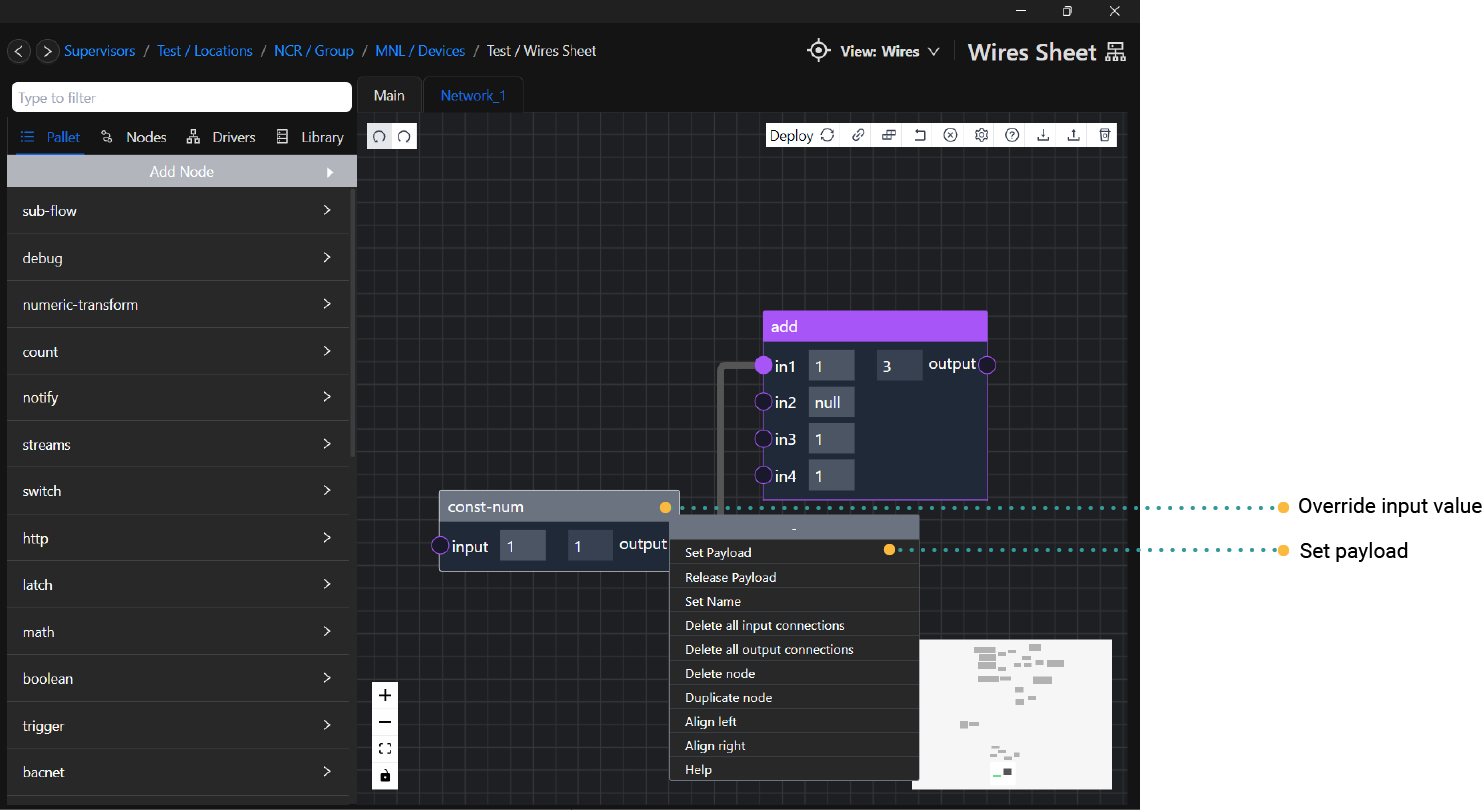 Supervisors / Test / Locations / NCR / Group / MNL / Devices / Test / Wires Sheet
View: Wires
Wires Sheet
Type to filter
Main
Network_1
Pallet
Nodes
Drivers
Library
Deploy
Add Node
sub-flow
debug
numeric-transform
count
notify
streams
switch
http
latch
math
boolean
trigger
bacnet
add
in1 1 3 output
in2 null
in3 1
in4 1
const-num
input 1 1 output
-
Set Payload
Release Payload
Set Name
Delete all input connections
Delete all output connections
Delete node
Duplicate node
Align left
Align right
Help
Override input value
Set payload